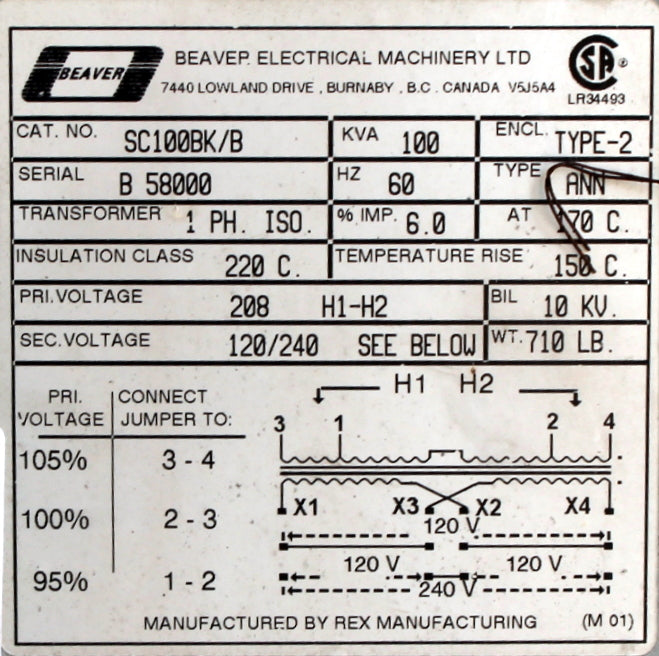 BEAVER
BEAVER ELECTRICAL MACHINERY LTD
7440 LOWLAND DRIVE, BURNABY, B.C. CANADA V5J5A4
SA ®
LR34493
CAT. NO. SC100BK/B KVA 100 ENCL. TYPE-2
SERIAL B 58000 HZ 60 TYPE ANN
TRANSFORMER 1 PH. ISO. % IMP. 6.0 AT 170 C.
INSULATION CLASS 220 C. TEMPERATURE RISE 150 C.
PRI.VOLTAGE 208 H1-H2 BIL 10 KV.
SEC.VOLTAGE 120/240 SEE BELOW WT. 710 LB.
PRI. VOLTAGE CONNECT JUMPER TO:
105% 3 - 4
100% 2 - 3
95% 1 - 2
H1 H2
3 1 2 4
X1 X3 X2 X4
120 V
120 V 120 V
240 V
MANUFACTURED BY REX MANUFACTURING (M 01)